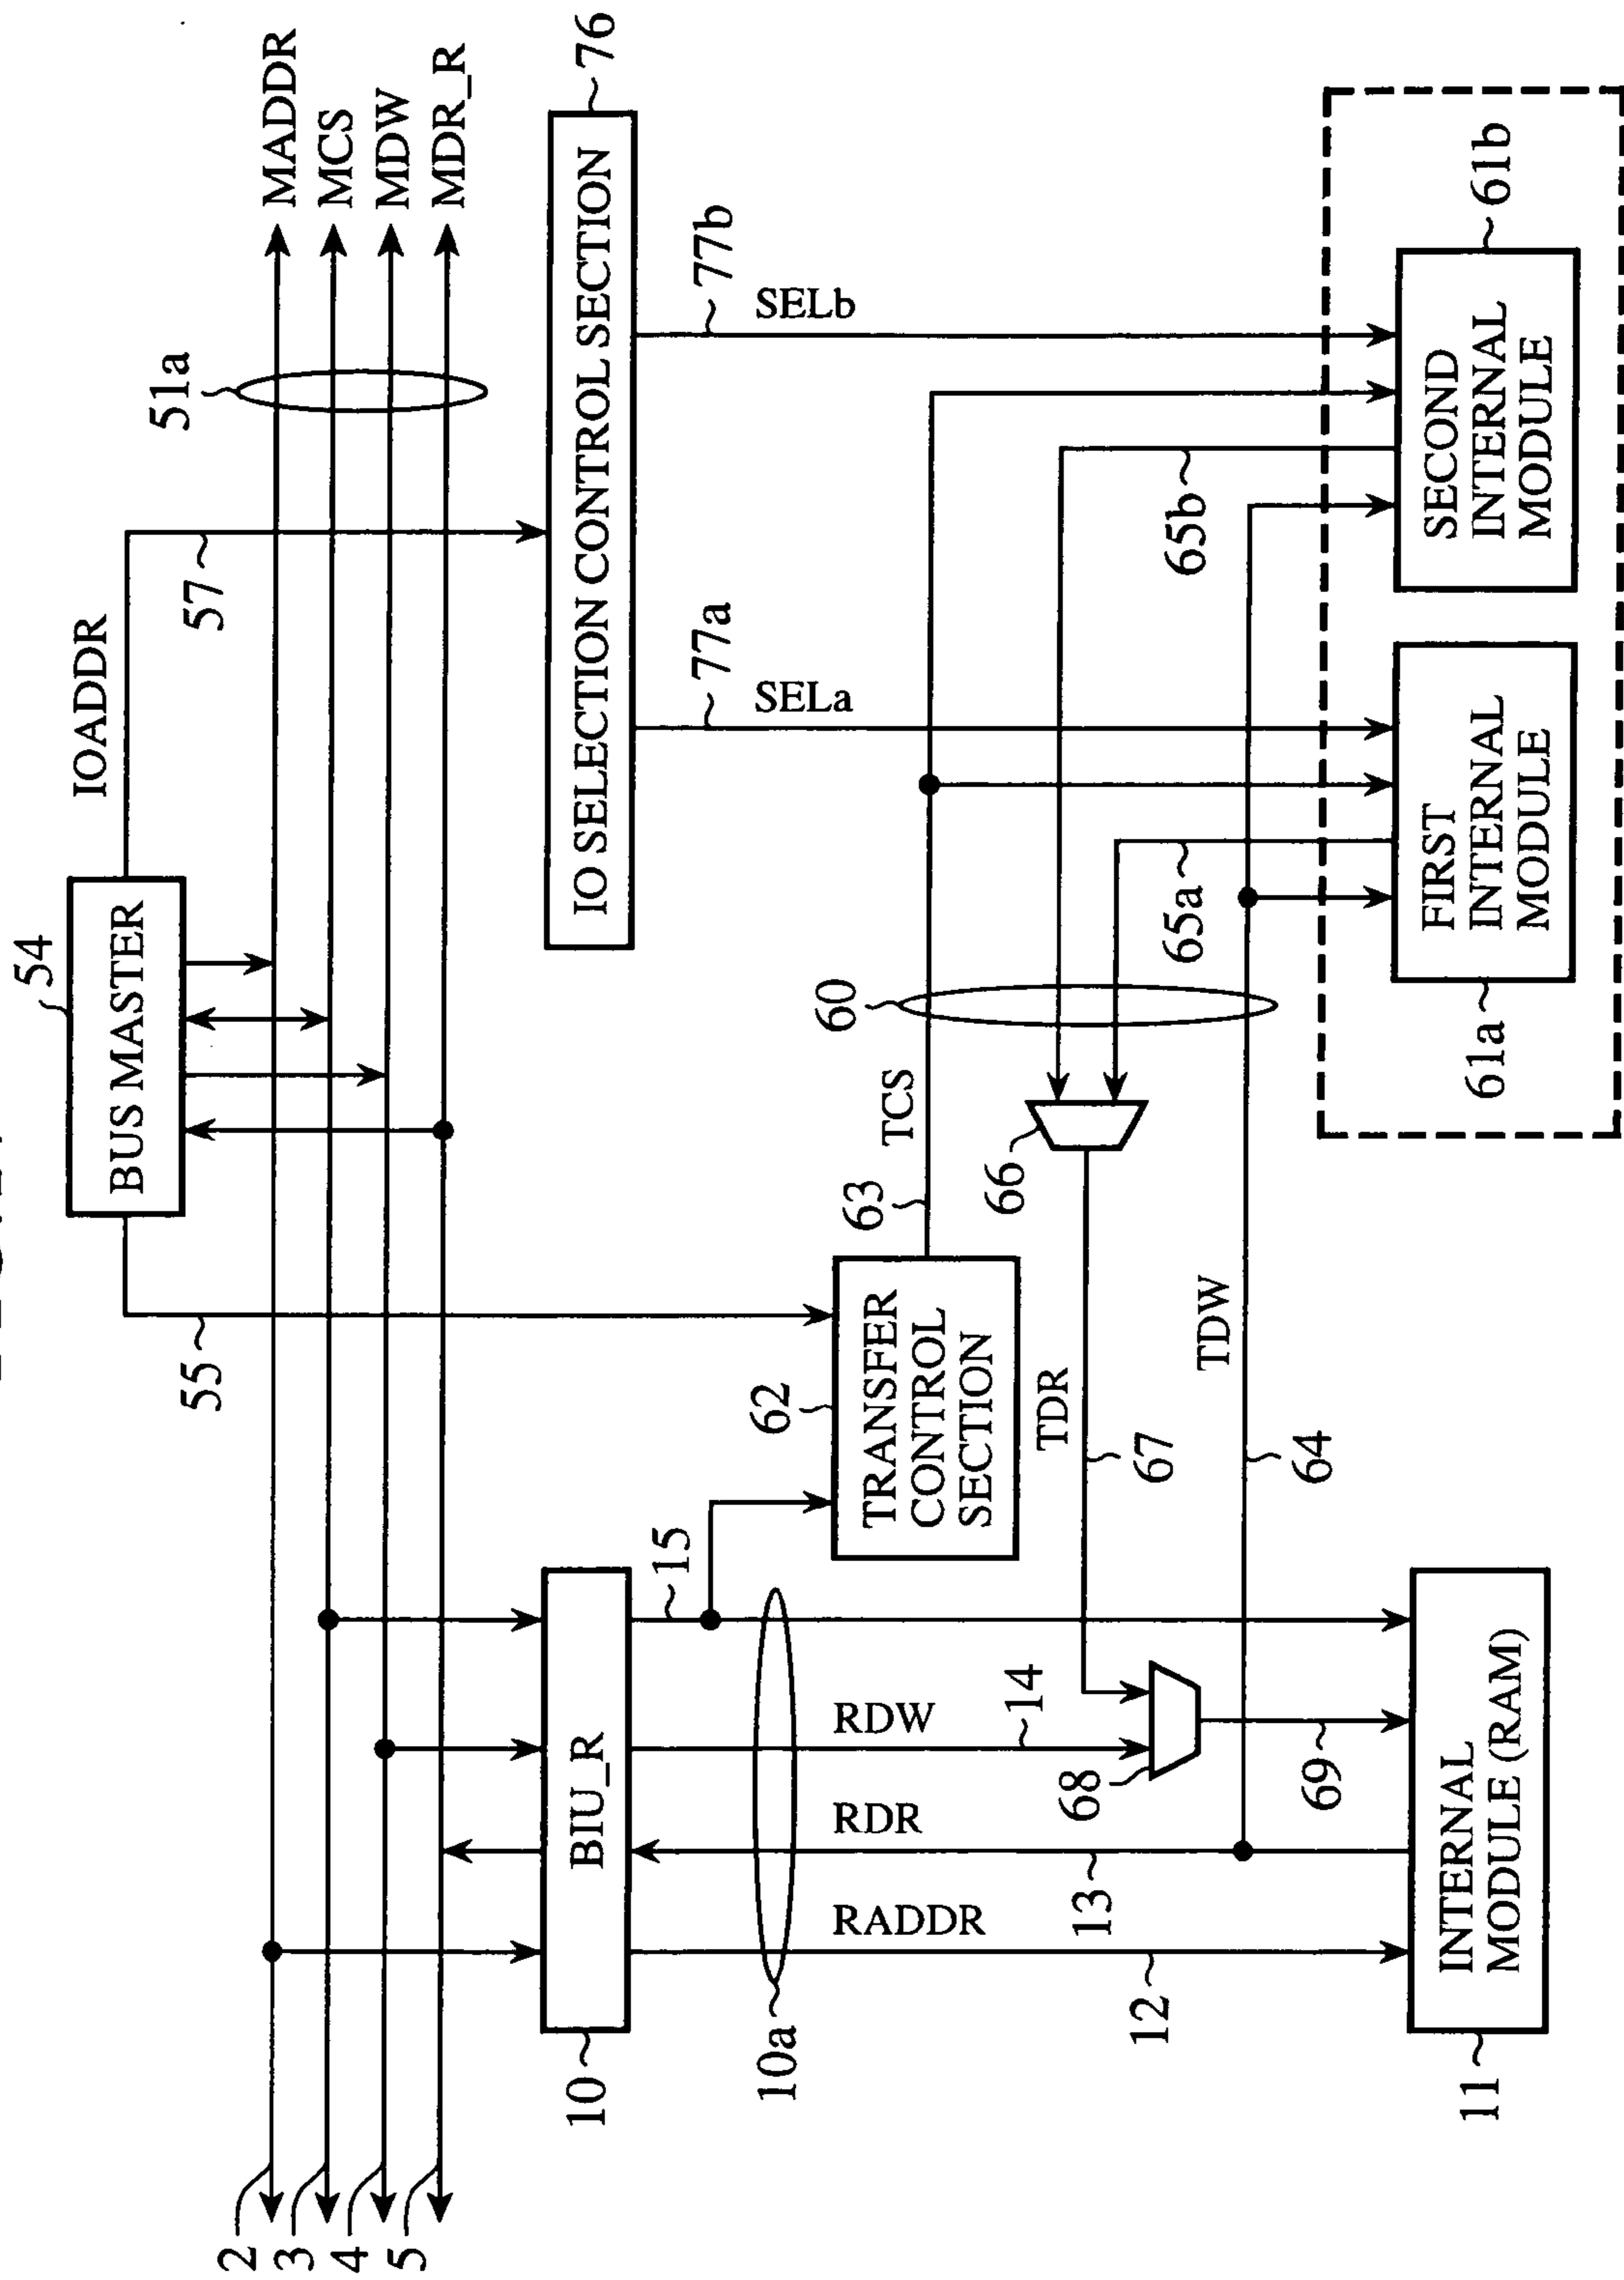 54
BUS MASTER
IOADDR
55
57
51a
2
3
4
5
MADDR
MCS
MDW
MDR_R
10
BIU_R
15
IO SELECTION CONTROL SECTION
76
10a
RADDR
RDR
RDW
12
13
14
62
TRANSFER
CONTROL
SECTION
63
TCS
60
77a
SELa
77b
SELb
66
TDR
67
68
69
TDW
64
65a
65b
11
INTERNAL
MODULE (RAM)
61a
FIRST
INTERNAL
MODULE
SECOND
INTERNAL
MODULE
61b